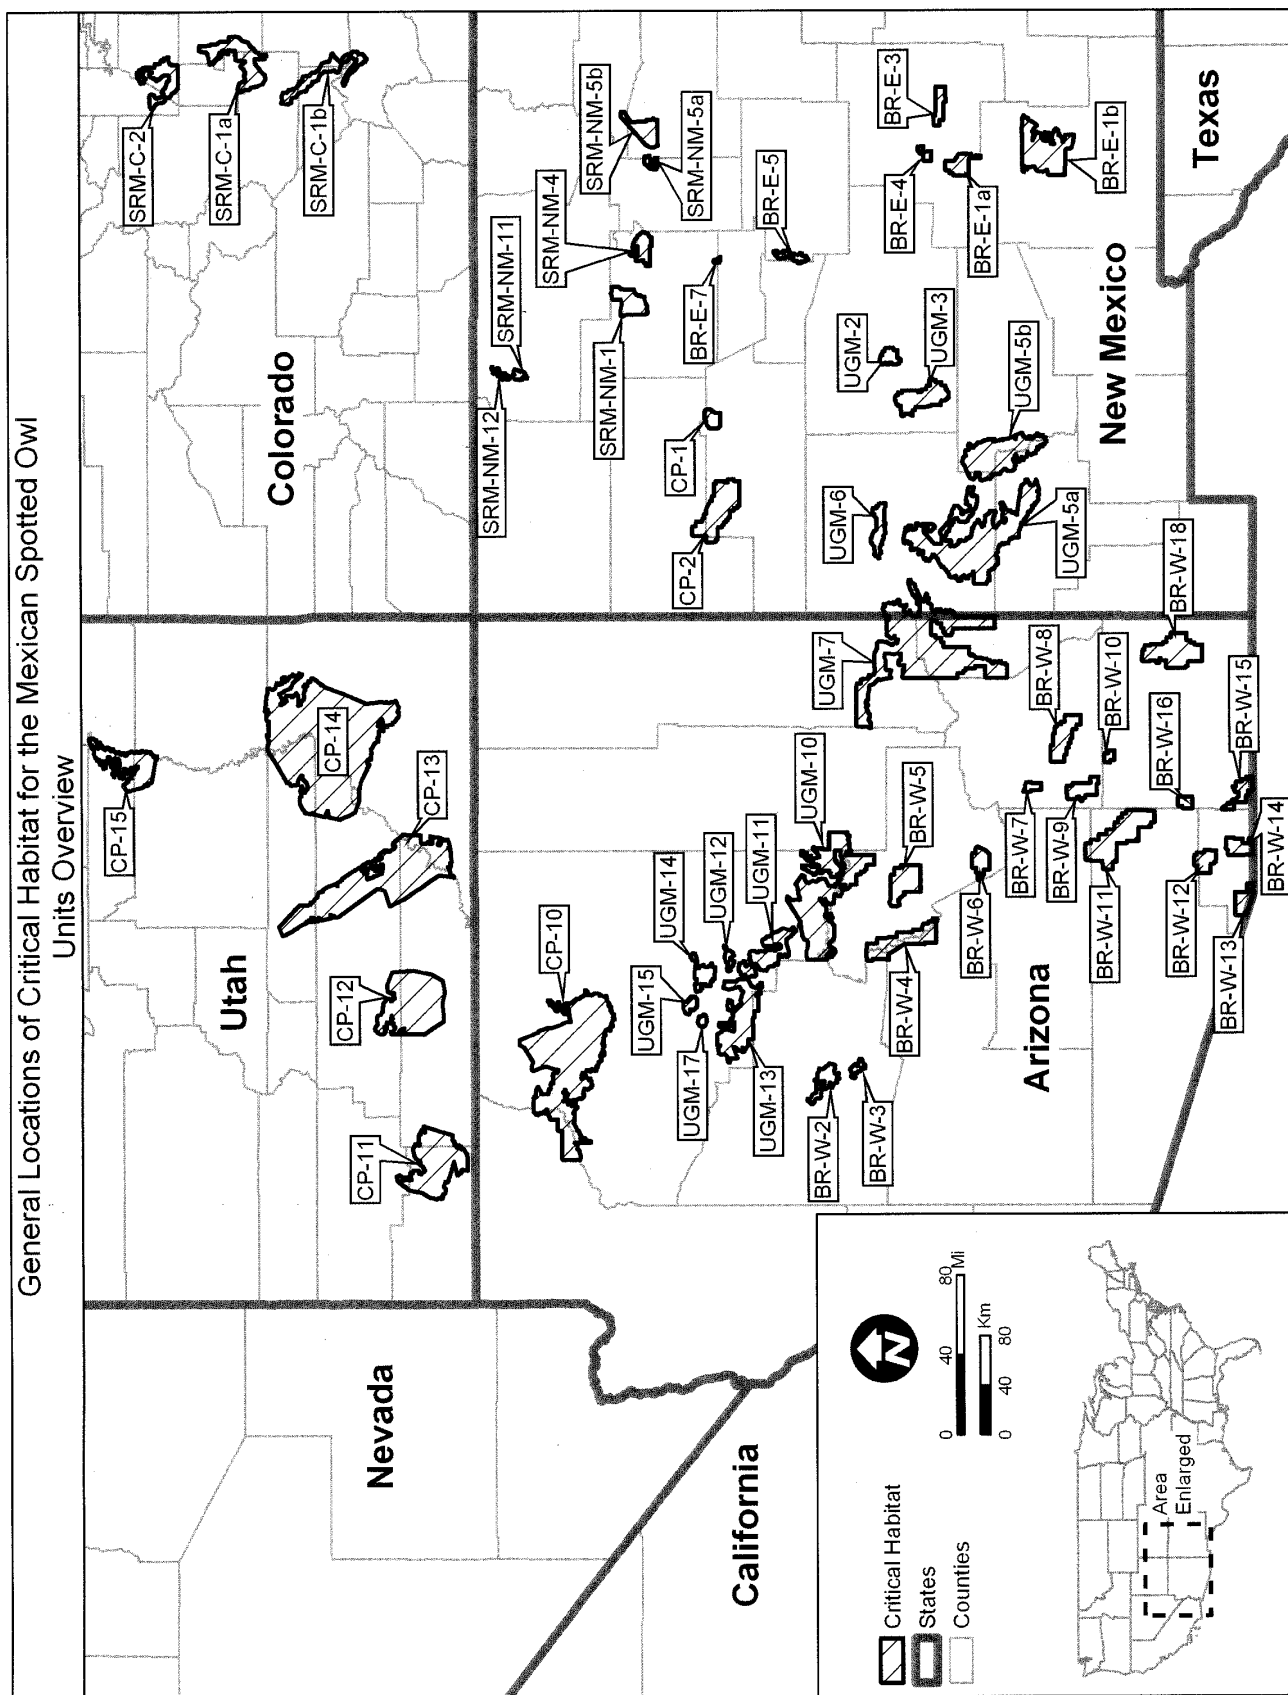 General Locations of Critical Habitat for the Mexican Spotted Owl
Units Overview
Nevada
Utah
Colorado
California
Arizona
New Mexico
Texas
CP-15
CP-14
CP-13
CP-12
CP-11
CP-10
SRM-C-2
SRM-C-1a
SRM-C-1b
SRM-NM-12
SRM-NM-11
SRM-NM-4
SRM-NM-5b
SRM-NM-5a
SRM-NM-1
BR-E-7
BR-E-5
CP-1
CP-2
UGM-14
UGM-15
UGM-12
UGM-17
UGM-11
UGM-13
UGM-10
UGM-7
UGM-6
UGM-2
UGM-3
UGM-5b
UGM-5a
BR-E-3
BR-E-4
BR-E-1a
BR-E-1b
BR-W-2
BR-W-3
BR-W-4
BR-W-5
BR-W-6
BR-W-7
BR-W-8
BR-W-9
BR-W-10
BR-W-11
BR-W-16
BR-W-18
BR-W-12
BR-W-15
BR-W-13
BR-W-14
Critical Habitat
States
Counties
N
0 40 80
Mi
Km
0 40 80
Area
Enlarged